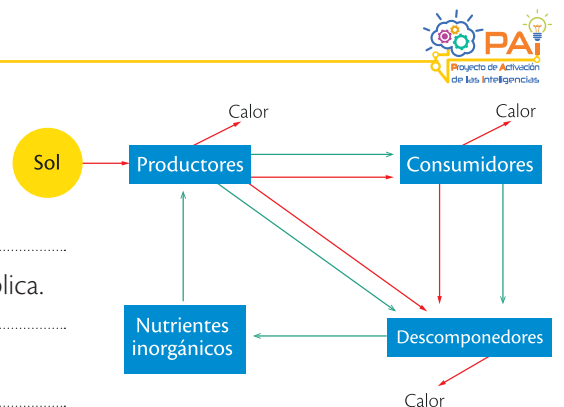 PAi
Proyecto de Activación
de las Inteligencias
Calor
Calor
Sol
Productores
Consumidores
lica.
Nutrientes
inorgánicos
Descomponedores
Calor